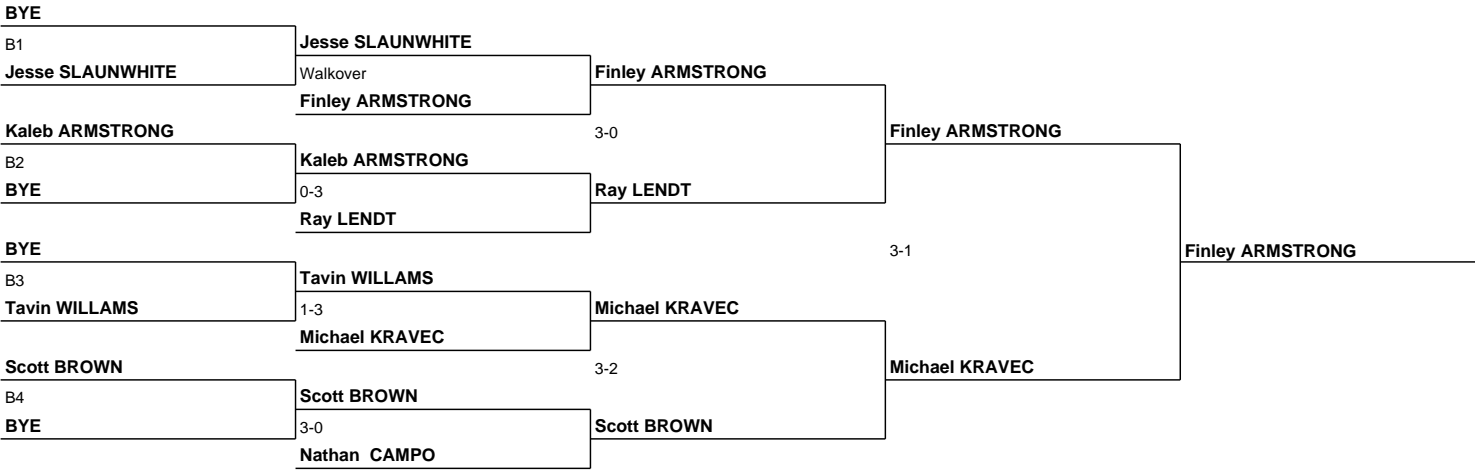 BYE
B1
Jesse SLAUNWHITE
Jesse SLAUNWHITE
Walkover
Finley ARMSTRONG
Finley ARMSTRONG
Kaleb ARMSTRONG
B2
BYE
Kaleb ARMSTRONG
0-3
Ray LENDT
3-0
Ray LENDT
Finley ARMSTRONG
BYE
B3
Tavin WILLAMS
Tavin WILLAMS
1-3
Michael KRAVEC
Michael KRAVEC
Scott BROWN
B4
BYE
Scott BROWN
3-0
Nathan CAMPO
3-2
Scott BROWN
Michael KRAVEC
3-1
Finley ARMSTRONG